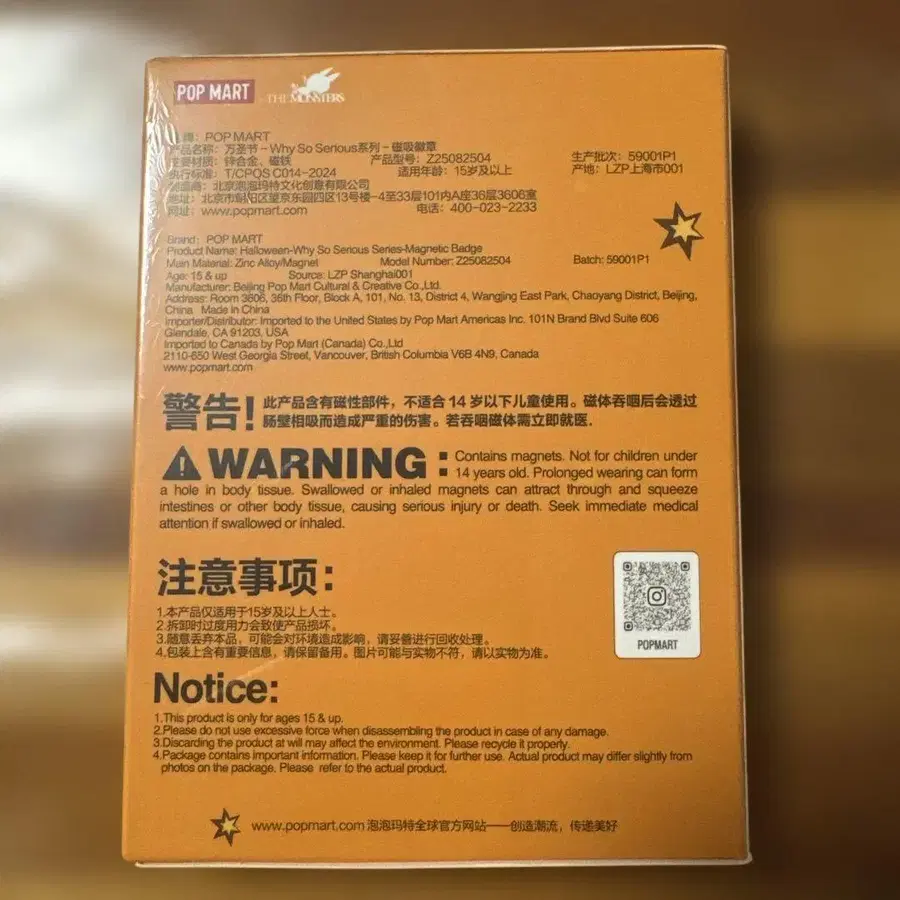 POP MART
THE MONSTERS
牌：POP MART
产品名称：万圣节－Why So Serious系列－磁吸徽章
主要材质：锌合金、磁铁 产品型号：Z25082504 生产批次：59001P1
执行标准：T/CPQS C014-2024 适用年龄：15岁及以上 产地：LZP上海市001
制造商：北京泡泡玛特文化创意有限公司
地址：北京市朝阳区望京东园四区13号楼－4至33层101内A座36层3606室
网址：www.popmart.com 电话：400-023-2233
Brand: POP MART
Product Name: Halloween-Why So Serious Series-Magnetic Badge
Main Material: Zinc Alloy/Magnet Model Number: Z25082504 Batch: 59001P1
Age: 15 & up Source: LZP Shanghai001
Manufacturer: Beijing Pop Mart Cultural & Creative Co.,Ltd.
Address: Room 3606, 36th Floor, Block A, 101, No. 13, District 4, Wangjing East Park, Chaoyang District, Beijing,
China Made in China
Importer/Distributor: Imported to the United States by Pop Mart Americas Inc. 101N Brand Blvd Suite 606
Glendale, CA 91203, USA
Imported to Canada by Pop Mart (Canada) Co.,Ltd
2110-650 West Georgia Street, Vancouver, British Columbia V6B 4N9, Canada
www.popmart.com
警告！此产品含有磁性部件，不适合 14 岁以下儿童使用。磁体吞咽后会透过
肠壁相吸而造成严重的伤害。若吞咽磁体需立即就医.
WARNING: Contains magnets. Not for children under
14 years old. Prolonged wearing can form
a hole in body tissue. Swallowed or inhaled magnets can attract through and squeeze
intestines or other body tissue, causing serious injury or death. Seek immediate medical
attention if swallowed or inhaled.
注意事项：
1.本产品仅适用于15岁及以上人士。
2.拆卸时过度用力会致使产品损坏。
3.随意丢弃本品，可能会对环境造成影响，请妥善进行回收处理。
4.包装上含有重要信息，请保留备用。图片可能与实物不符，请以实物为准。
POPMART
Notice:
1.This product is only for ages 15 & up.
2.Please do not use excessive force when disassembling the product in case of any damage.
3.Discarding the product at will may affect the environment. Please recycle it properly.
4.Package contains important information. Please keep it for further use. Actual product may differ slightly from
photos on the package. Please refer to the actual product.
www.popmart.com 泡泡玛特全球官方网站——创造潮流，传递美好